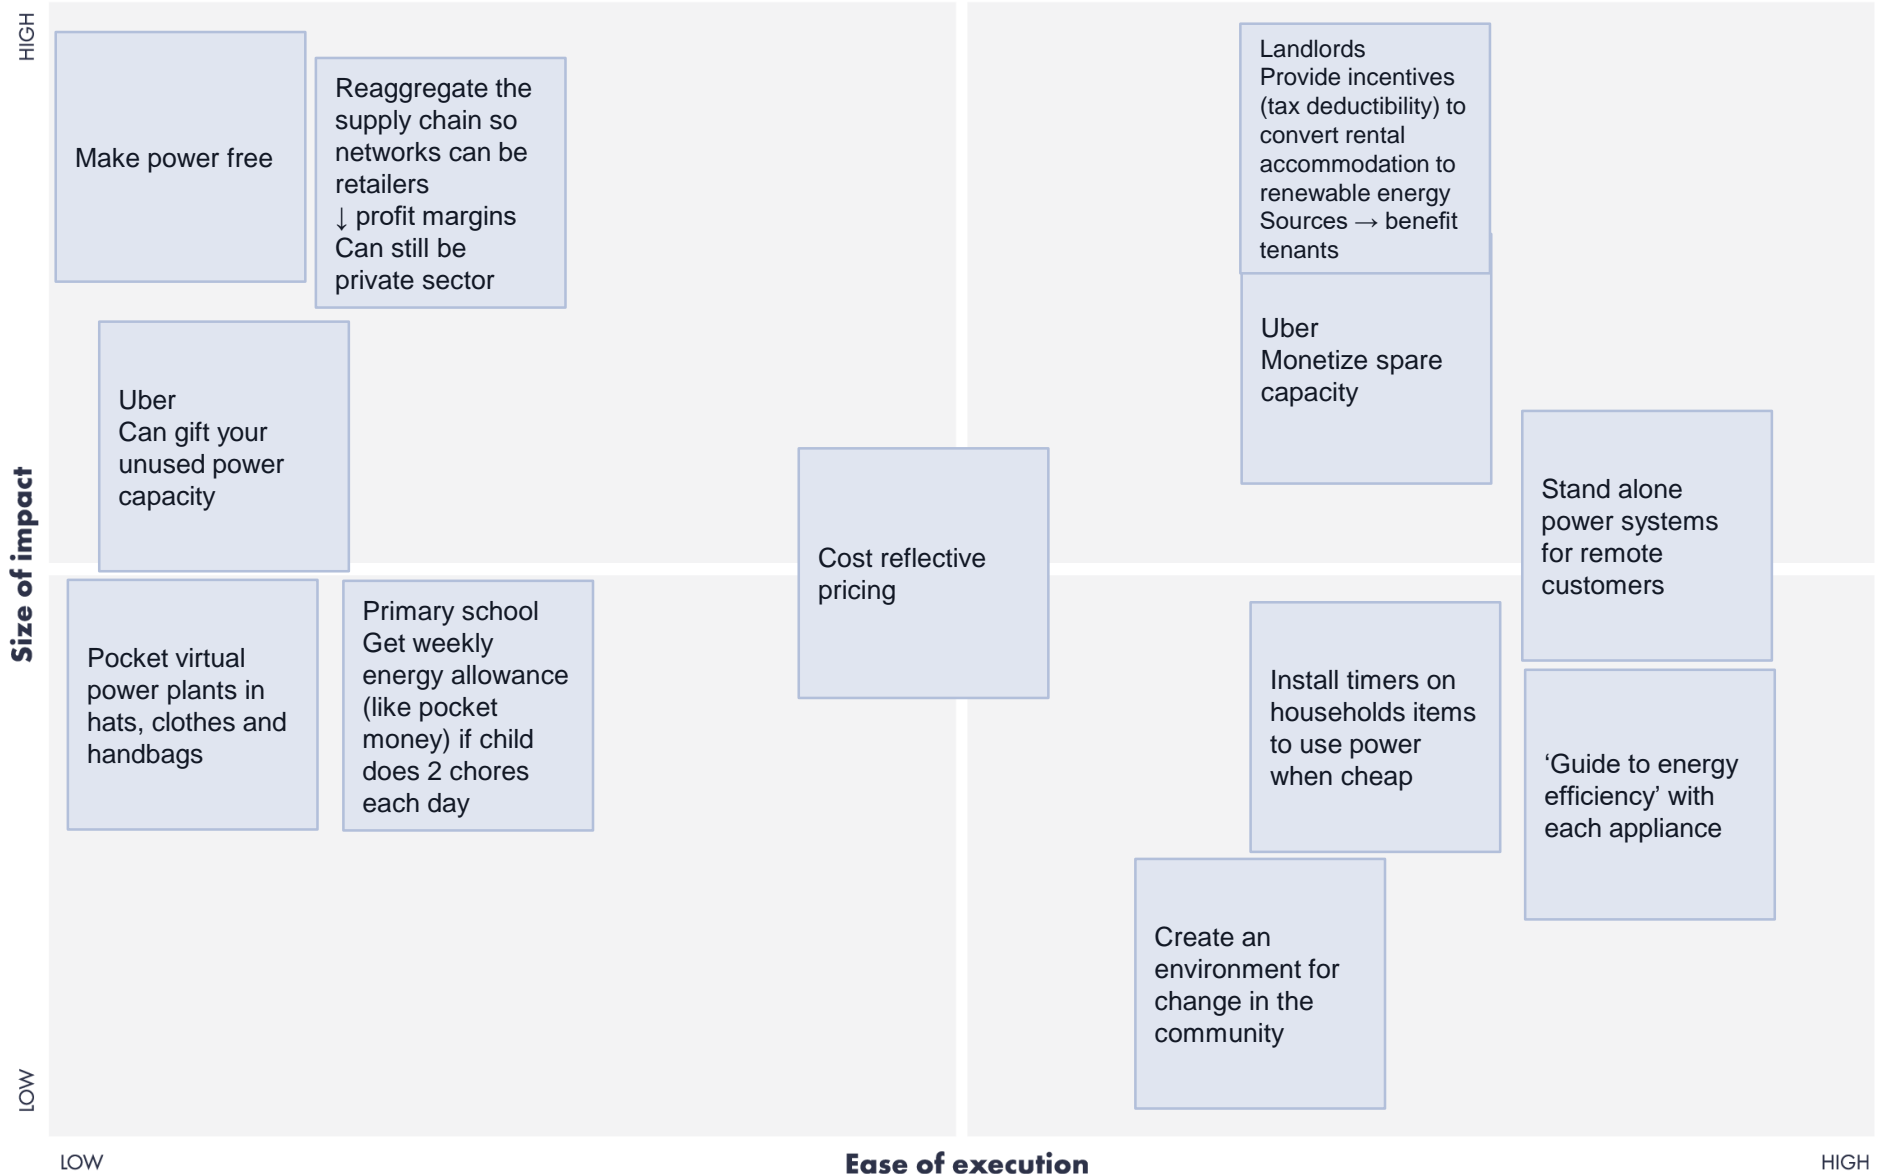 HIGH
Make power free
Reaggregate the
supply chain so
networks can be
retailers
↓ profit margins
Can still be
private sector
Landlords
Provide incentives
(tax deductibility) to
convert rental
accommodation to
renewable energy
Sources → benefit
tenants
Uber
Monetize spare
capacity
Uber
Can gift your
unused power
capacity
Stand alone
power systems
for remote
customers
Cost reflective
pricing
Size of impact
Pocket virtual
power plants in
hats, clothes and
handbags
Primary school
Get weekly
energy allowance
(like pocket
money) if child
does 2 chores
each day
Install timers on
households items
to use power
when cheap
‘Guide to energy
efficiency’ with
each appliance
Create an
environment for
change in the
community
LOW
LOW
Ease of execution
HIGH